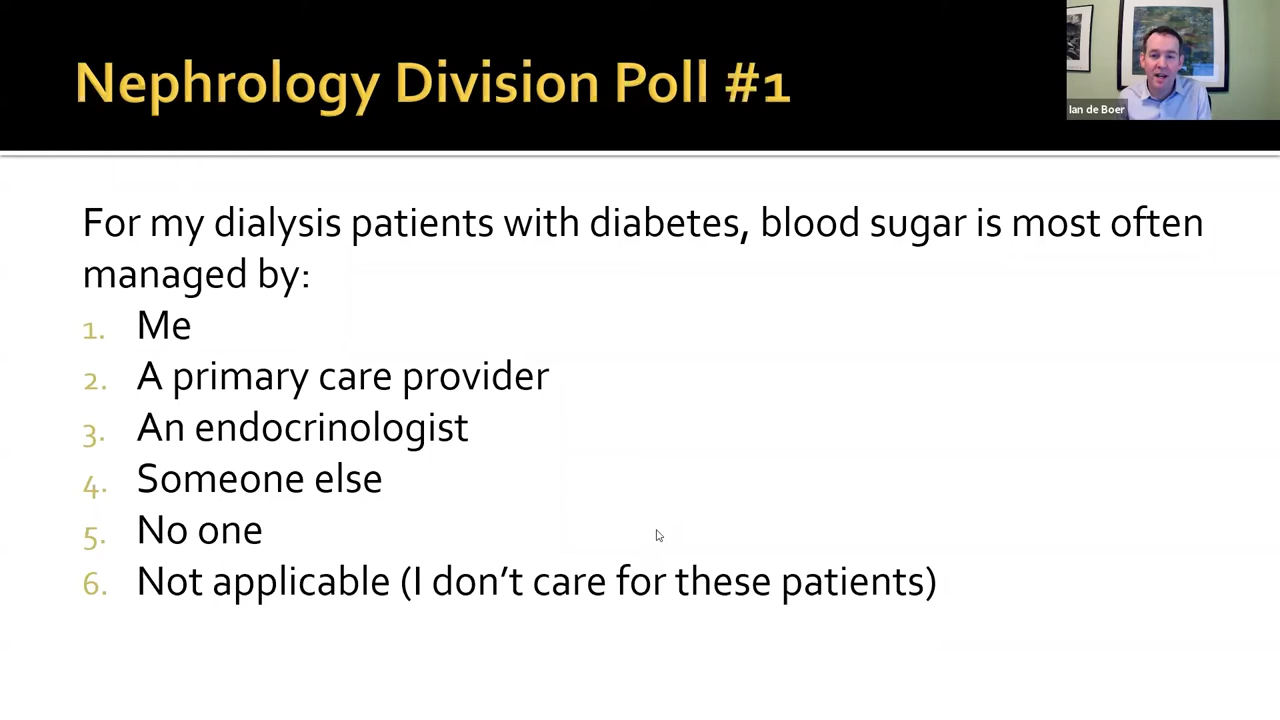 Nephrology Division Poll #1
Ian de Boer
For my dialysis patients with diabetes, blood sugar is most often
managed by:
1. Me
2. A primary care provider
3. An endocrinologist
4. Someone else
5. No one
6. Not applicable (I don’t care for these patients)